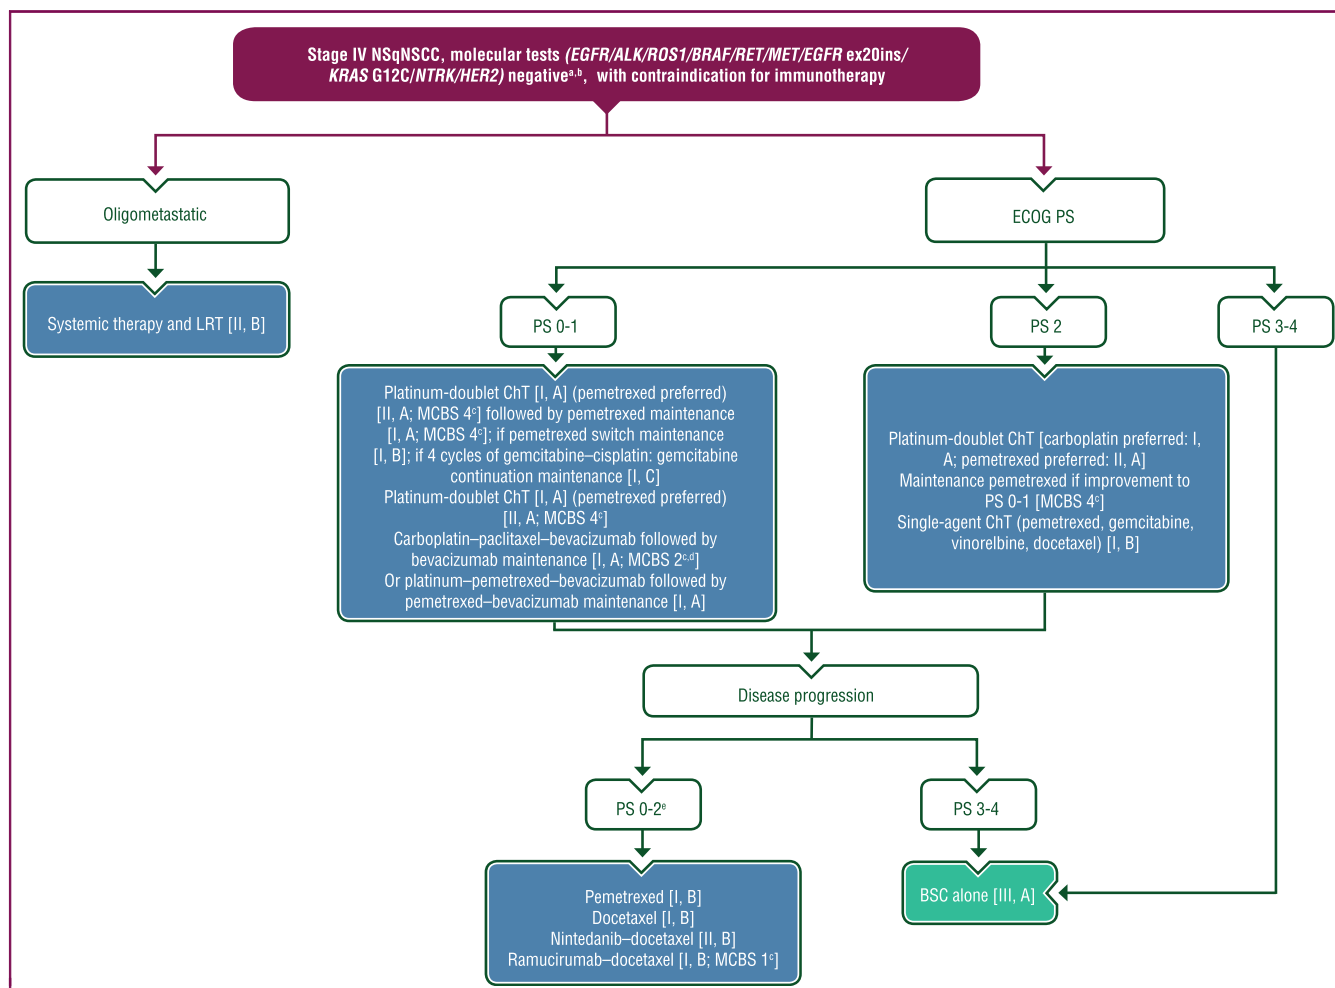 Stage IV NSqNSCC, molecular tests (EGFR/ALK/ROS1/BRAF/RET/MET/EGFR ex20ins/
KRAS G12C/NTRK/HER2) negativeᵃ,ᵇ, with contraindication for immunotherapy
Oligometastatic
ECOG PS
Systemic therapy and LRT [II, B]
PS 0-1
PS 2
PS 3-4
Platinum-doublet ChT [I, A] (pemetrexed preferred)
[II, A; MCBS 4ᶜ] followed by pemetrexed maintenance
[I, A; MCBS 4ᶜ]; if pemetrexed switch maintenance
[I, B]; if 4 cycles of gemcitabine–cisplatin: gemcitabine
continuation maintenance [I, C]
Platinum-doublet ChT [I, A] (pemetrexed preferred)
[II, A; MCBS 4ᶜ]
Carboplatin–paclitaxel–bevacizumab followed by
bevacizumab maintenance [I, A; MCBS 2ᶜ,ᵈ]
Or platinum–pemetrexed–bevacizumab followed by
pemetrexed–bevacizumab maintenance [I, A]
Platinum-doublet ChT [carboplatin preferred: I,
A; pemetrexed preferred: II, A]
Maintenance pemetrexed if improvement to
PS 0-1 [MCBS 4ᶜ]
Single-agent ChT (pemetrexed, gemcitabine,
vinorelbine, docetaxel) [I, B]
Disease progression
PS 0-2ᵉ
PS 3-4
Pemetrexed [I, B]
Docetaxel [I, B]
Nintedanib–docetaxel [II, B]
Ramucirumab–docetaxel [I, B; MCBS 1ᶜ]
BSC alone [III, A]